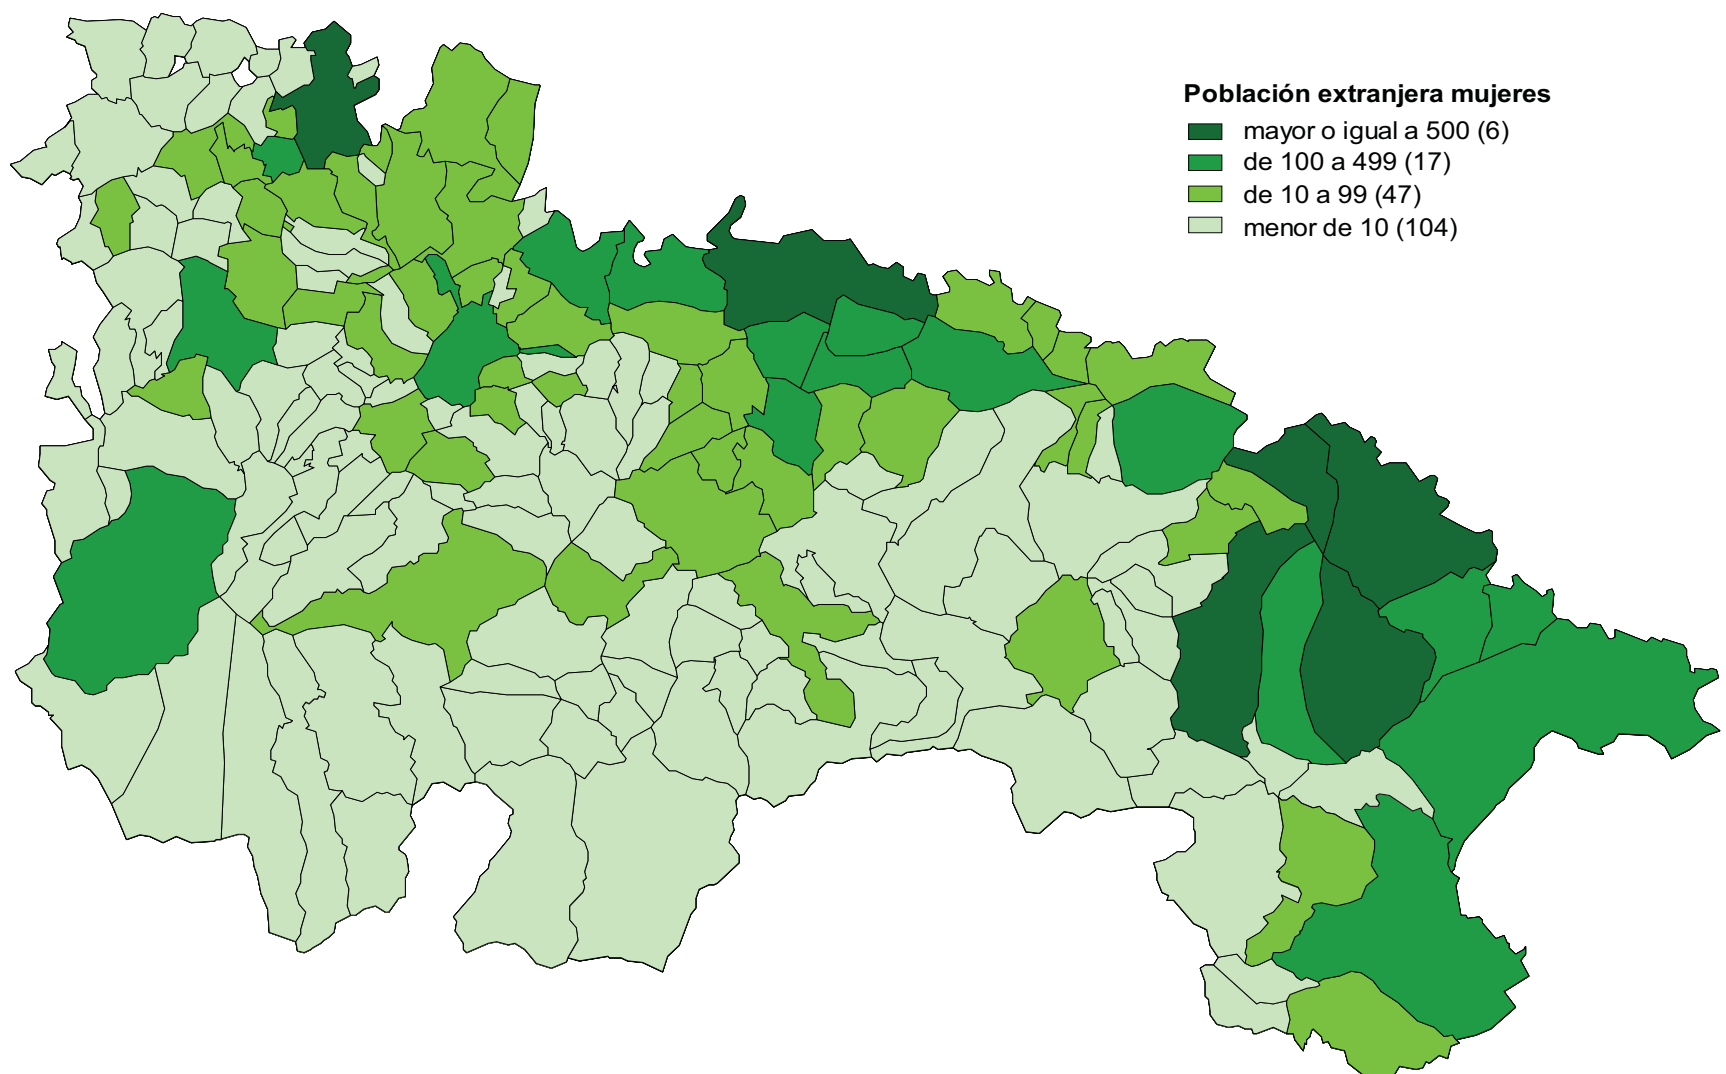 Población extranjera mujeres
mayor o igual a 500 (6)
de 100 a 499 (17)
de 10 a 99 (47)
menor de 10 (104)